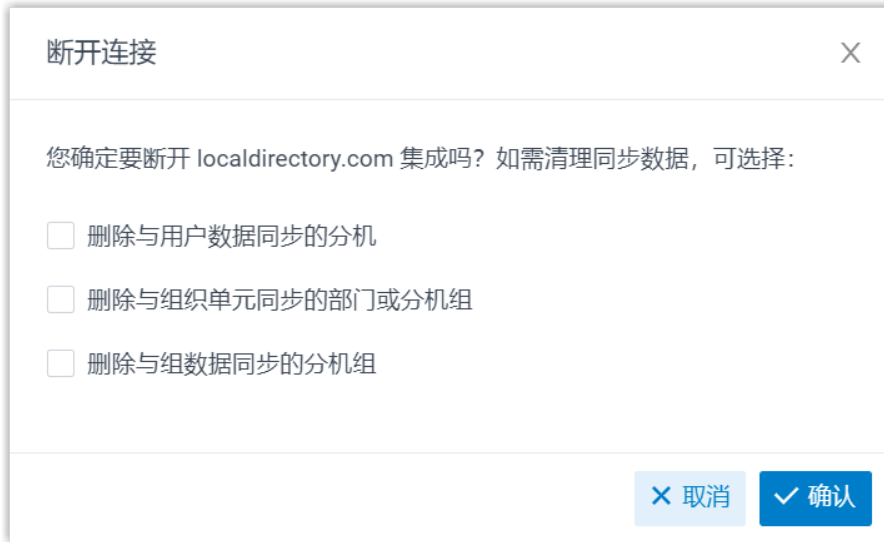 断开连接
您确定要断开 localdirectory.com 集成吗？如需清理同步数据，可选择：
删除与用户数据同步的分机
删除与组织单元同步的部门或分机组
删除与组数据同步的分机组
取消
确认